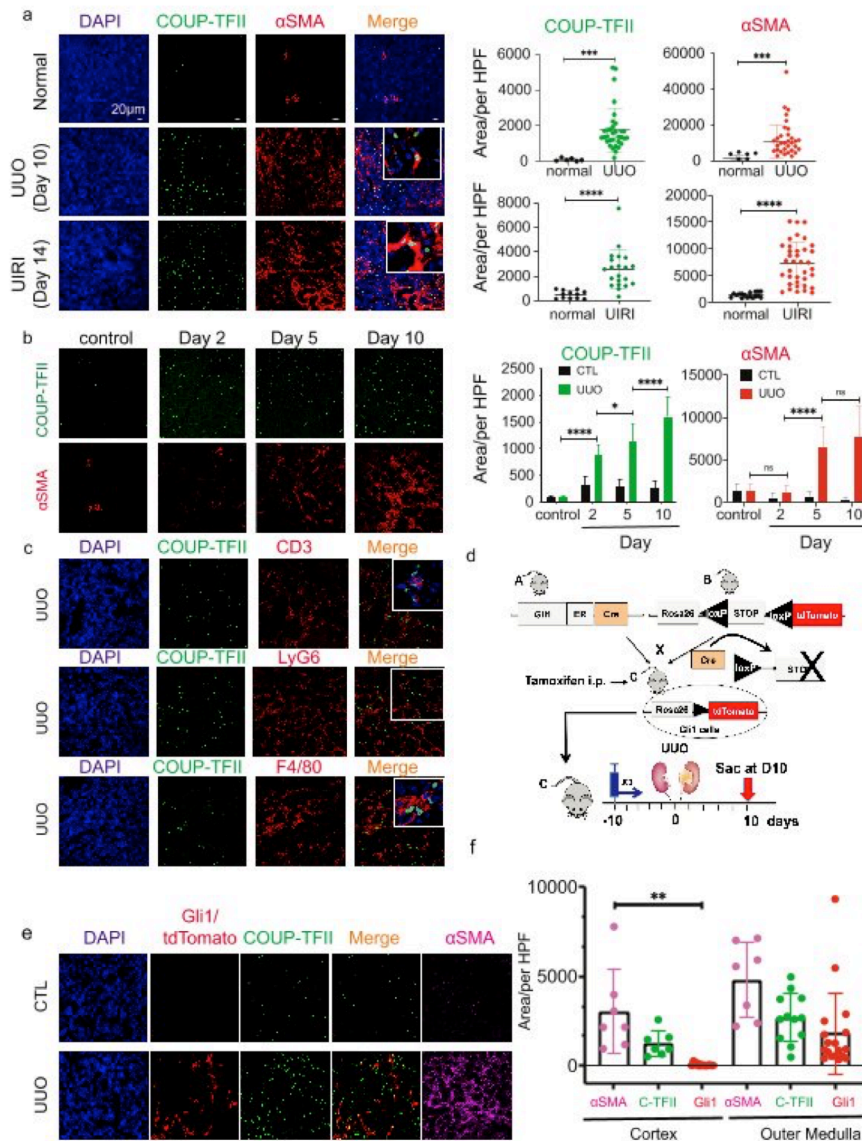 a
DAPI COUP-TFII αSMA Merge
Normal
20µm
UUO
(Day 10)
UIRI
(Day 14)
COUP-TFII αSMA
Area/per HPF
6000
4000
2000
0
***
normal UUO
60000
40000
20000
0
***
normal UUO
Area/per HPF
8000
6000
4000
2000
0
****
normal UIRI
20000
15000
10000
5000
0
****
normal UIRI
b
control Day 2 Day 5 Day 10
COUP-TFII
αSMA
COUP-TFII αSMA
Area/per HPF
2500
2000
1500
1000
500
0
CTL
UUO
**** * ****
control 2 5 10
Day
15000
10000
5000
0
CTL
UUO
ns **** ns
control 2 5 10
Day
c
DAPI COUP-TFII CD3 Merge
UUO
DAPI COUP-TFII LyG6 Merge
UUO
DAPI COUP-TFII F4/80 Merge
UUO
d
A B
Gli1 ER Cre Rosa26 loxP STOP loxP tdTomato
X Cre loxP
C
Tamoxifen i.p.
Rosa26 tdTomato
Gli1 cells
UUO
C Sac at D10
-10 0 10 days
e
DAPI Gli1/
tdTomato COUP-TFII Merge αSMA
CTL
UUO
f
Area/per HPF
10000
5000
0
**
αSMA C-TFII Gli1 αSMA C-TFII Gli1
Cortex Outer Medulla